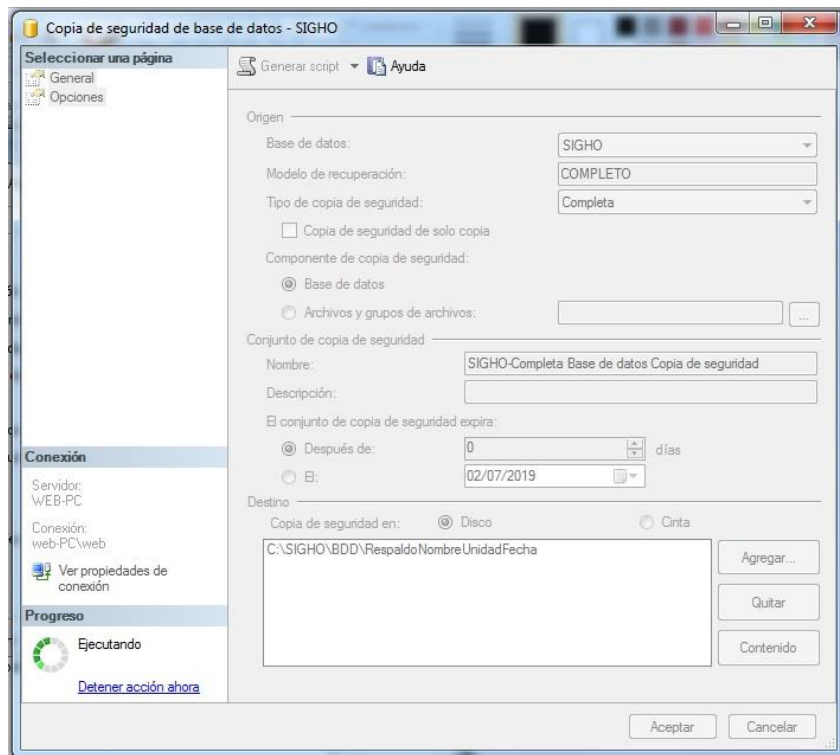 Copia de seguridad de base de datos - SIGHO
Seleccionar una página
General
Opciones
Generar script
Ayuda
Origen
Base de datos:
SIGHO
Modelo de recuperación:
COMPLETO
Tipo de copia de seguridad:
Completa
Copia de seguridad de solo copia
Componente de copia de seguridad:
Base de datos
Archivos y grupos de archivos:
...
Conjunto de copia de seguridad
Nombre:
SIGHO-Completa Base de datos Copia de seguridad
Descripción:
El conjunto de copia de seguridad expira:
Después de:
0
días
El:
02/07/2019
Destino
Copia de seguridad en:
Disco
Cinta
C:\SIGHO\BDD\RespaldoNombreUnidadFecha
Agregar...
Quitar
Contenido
Conexión
Servidor:
WEB-PC
Conexión:
web-PC\web
Ver propiedades de
conexión
Progreso
Ejecutando
Detener acción ahora
Aceptar
Cancelar